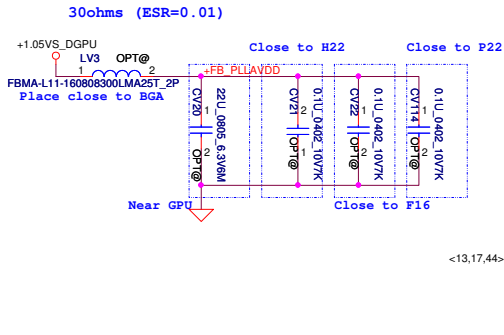 30ohms (ESR=0.01)
+1.05VS_DGPU
LV3 OPT@
1 2
FBMA-L11-160808300LMA25T_2P
Place close to BGA
+FB_PLLAVDD
Close to H22
Close to P22
CV20
22U_0805_6.3V6M
1
2
OPT@
CV21
0.1U_0402_10V7K
2
1
OPT@
CV22
0.1U_0402_10V7K
1
2
OPT@
CV114
0.1U_0402_10V7K
1
2
OPT@
Near GPU
Close to F16
<13,17,44>